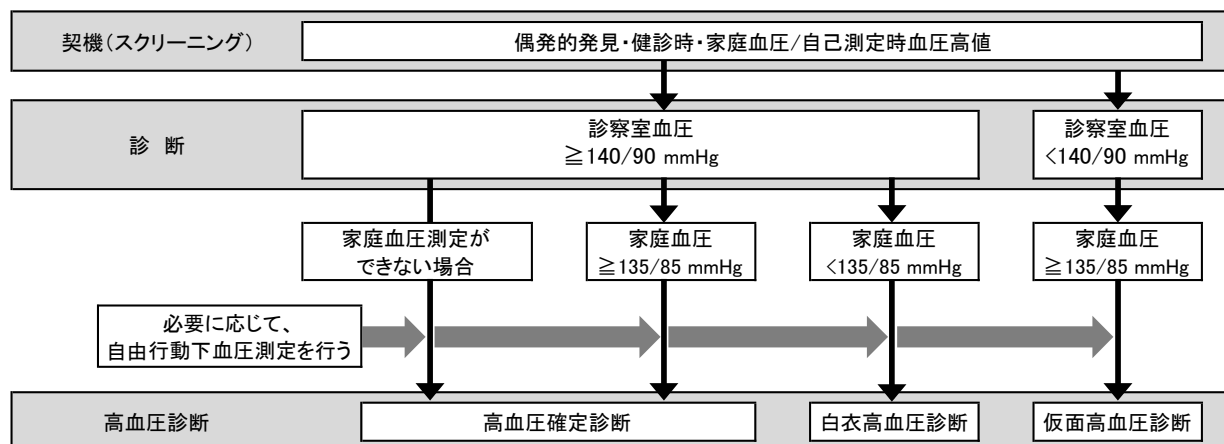 契機（スクリーニング）
偶発的発見・健診時・家庭血圧/自己測定時血圧高値
診 断
診察室血圧
≧140/90 mmHg
診察室血圧
<140/90 mmHg
家庭血圧測定が
できない場合
家庭血圧
≧135/85 mmHg
家庭血圧
<135/85 mmHg
家庭血圧
≧135/85 mmHg
必要に応じて、
自由行動下血圧測定を行う
高血圧診断
高血圧確定診断
白衣高血圧診断
仮面高血圧診断